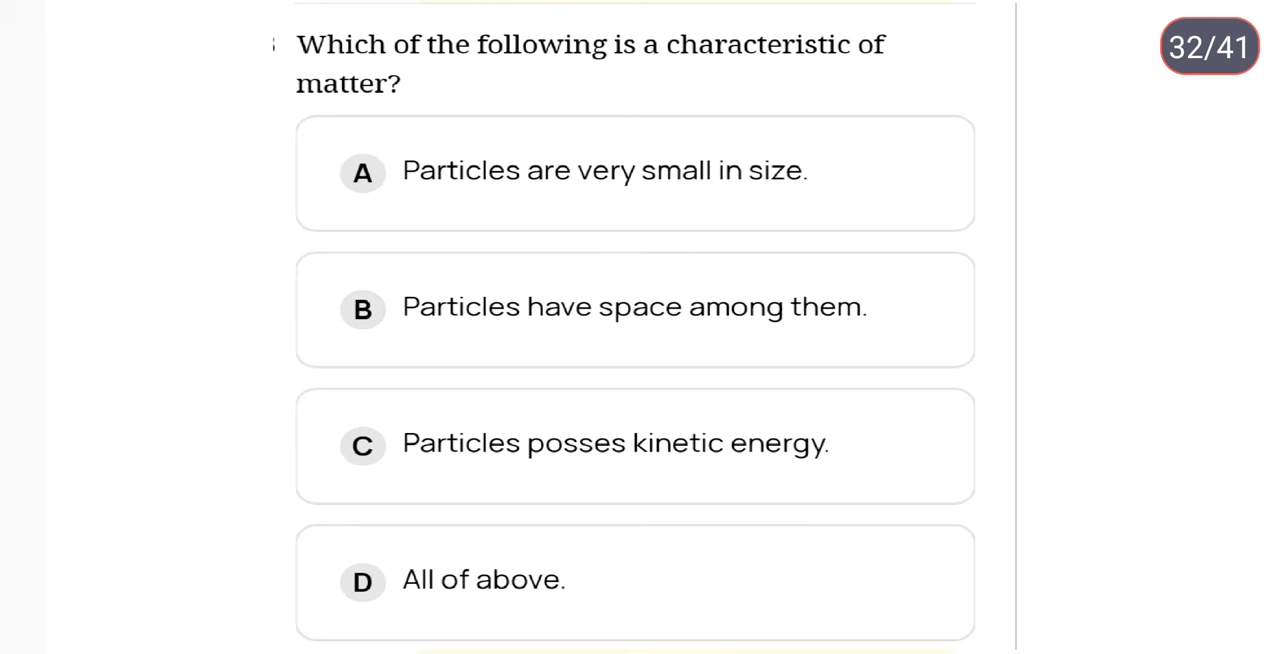 32/41
Which of the following is a characteristic of
matter?
A Particles are very small in size.
B Particles have space among them.
C Particles posses kinetic energy.
D All of above.